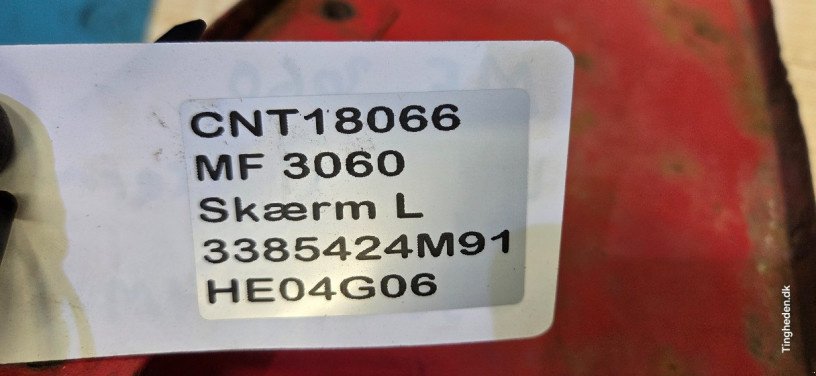 CNT18066
MF 3060
Skærm L
3385424M91
HE04G06
Tingheden.dk